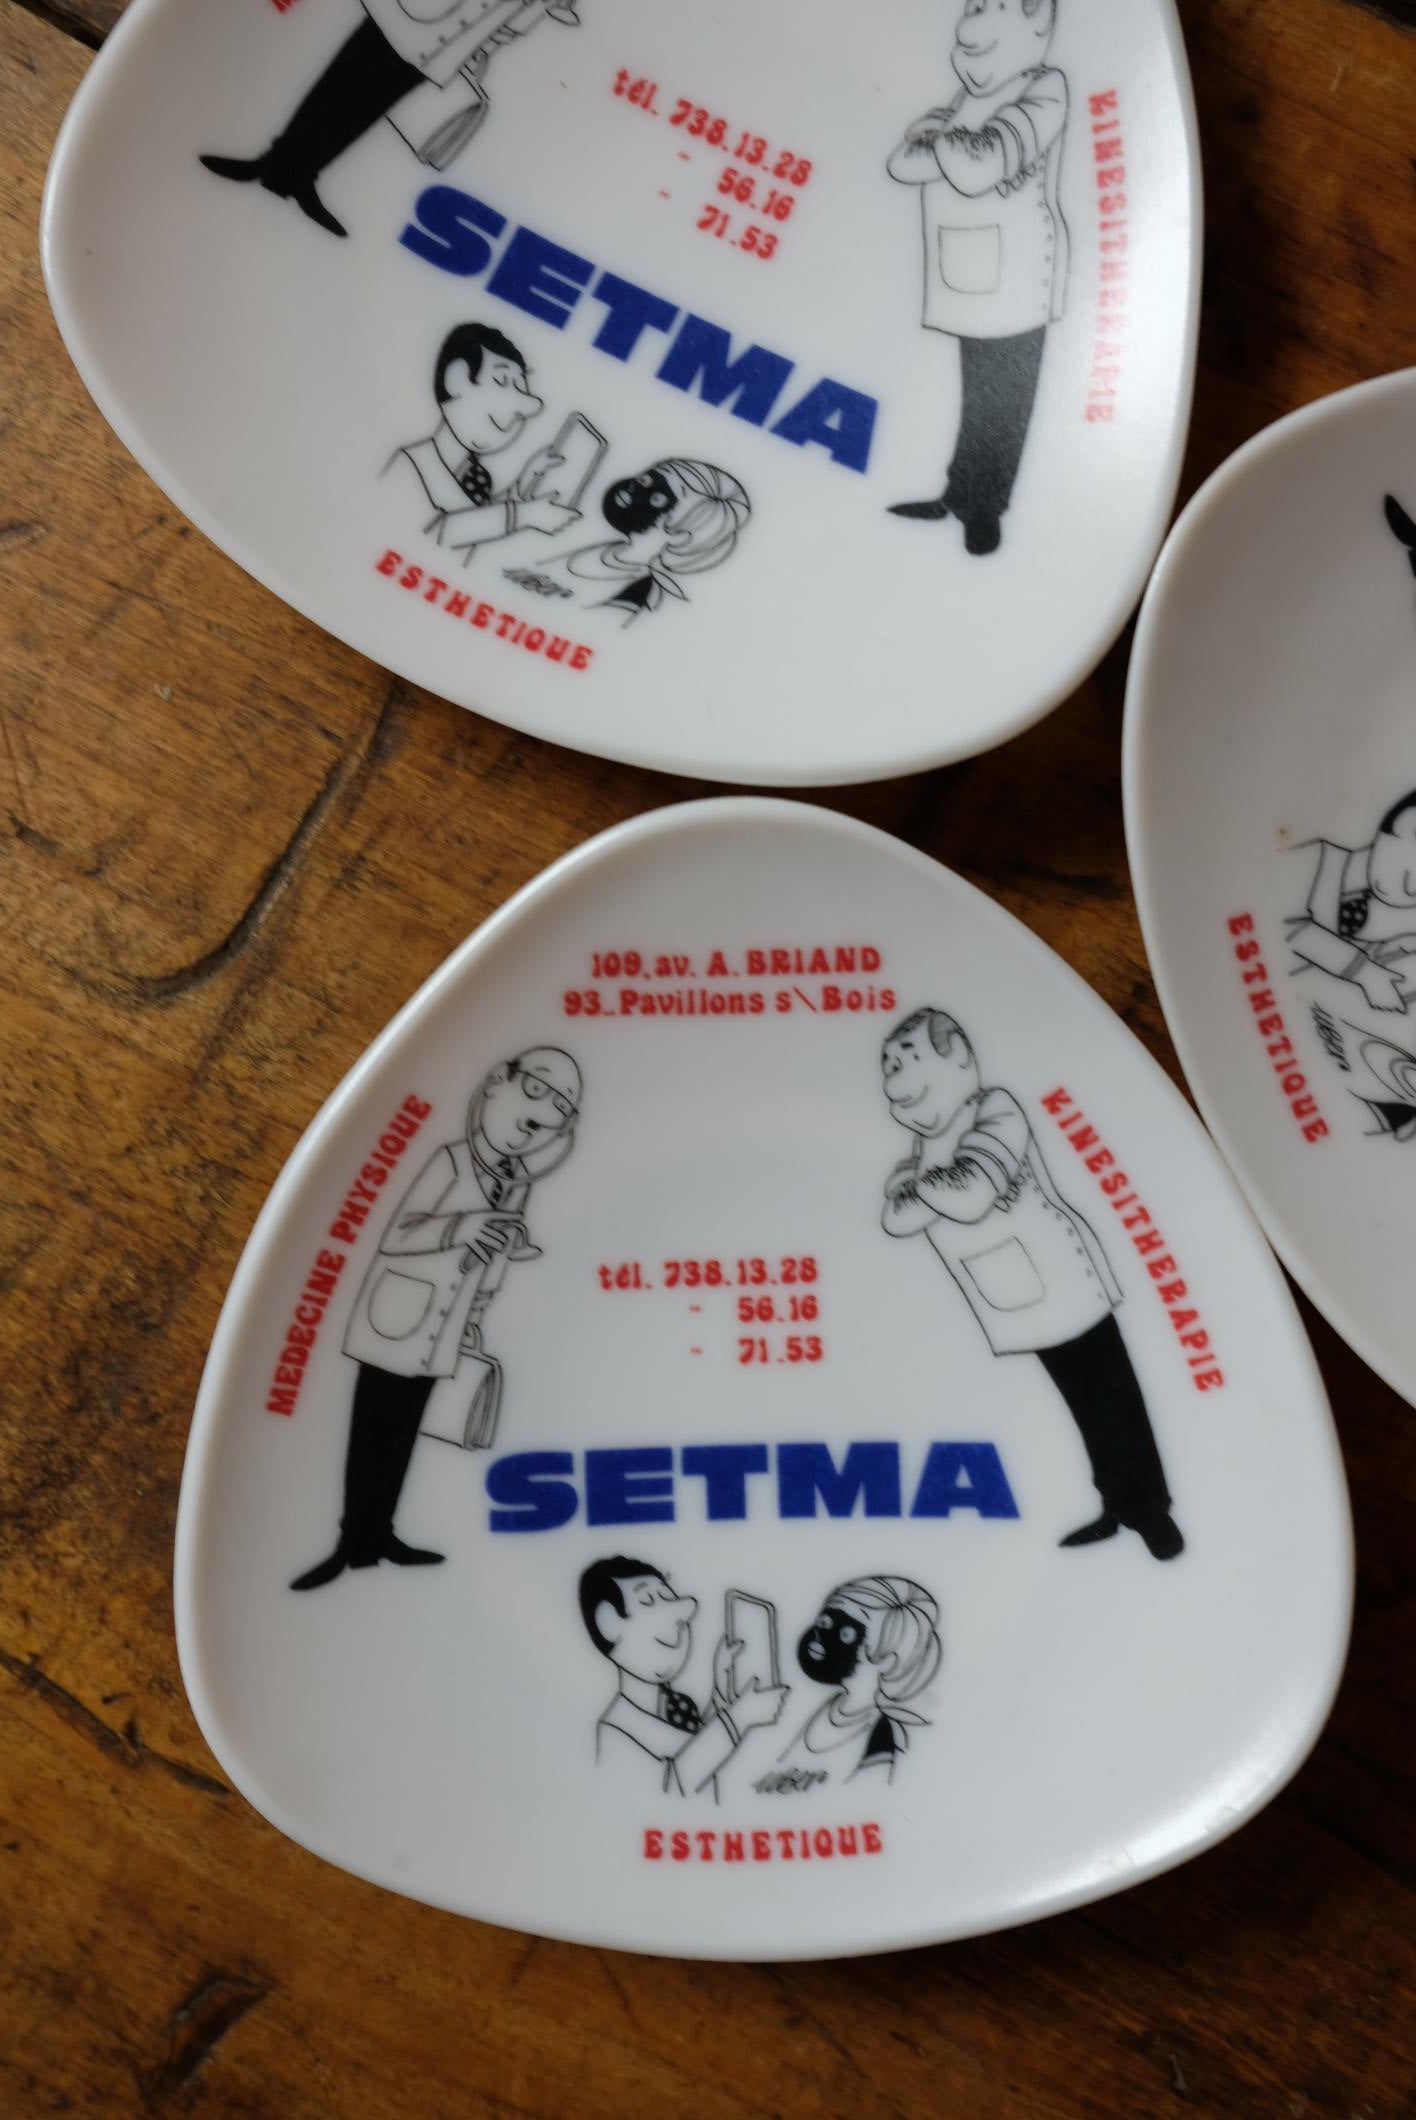 tél. 738.13.28
- 56.16
- 71.53
SETMA
KINESITHERAPIE
ESTHETIQUE
109, av. A. BRIAND
93_Pavillons s\Bois
MEDECINE PHYSIQUE
KINESITHERAPIE
tél. 738.13.28
- 56.16
- 71.53
SETMA
ESTHETIQUE
ESTHETIQUE